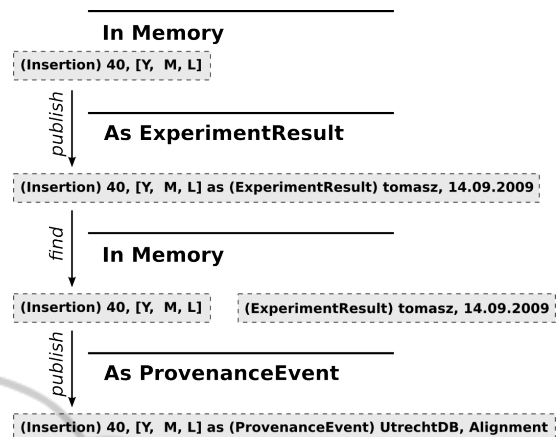 In Memory
(Insertion) 40, [Y, M, L]
publish
As ExperimentResult
(Insertion) 40, [Y, M, L] as (ExperimentResult) tomasz, 14.09.2009
find
In Memory
(Insertion) 40, [Y, M, L] (ExperimentResult) tomasz, 14.09.2009
publish
As ProvenanceEvent
(Insertion) 40, [Y, M, L] as (ProvenanceEvent) UtrechtDB, Alignment